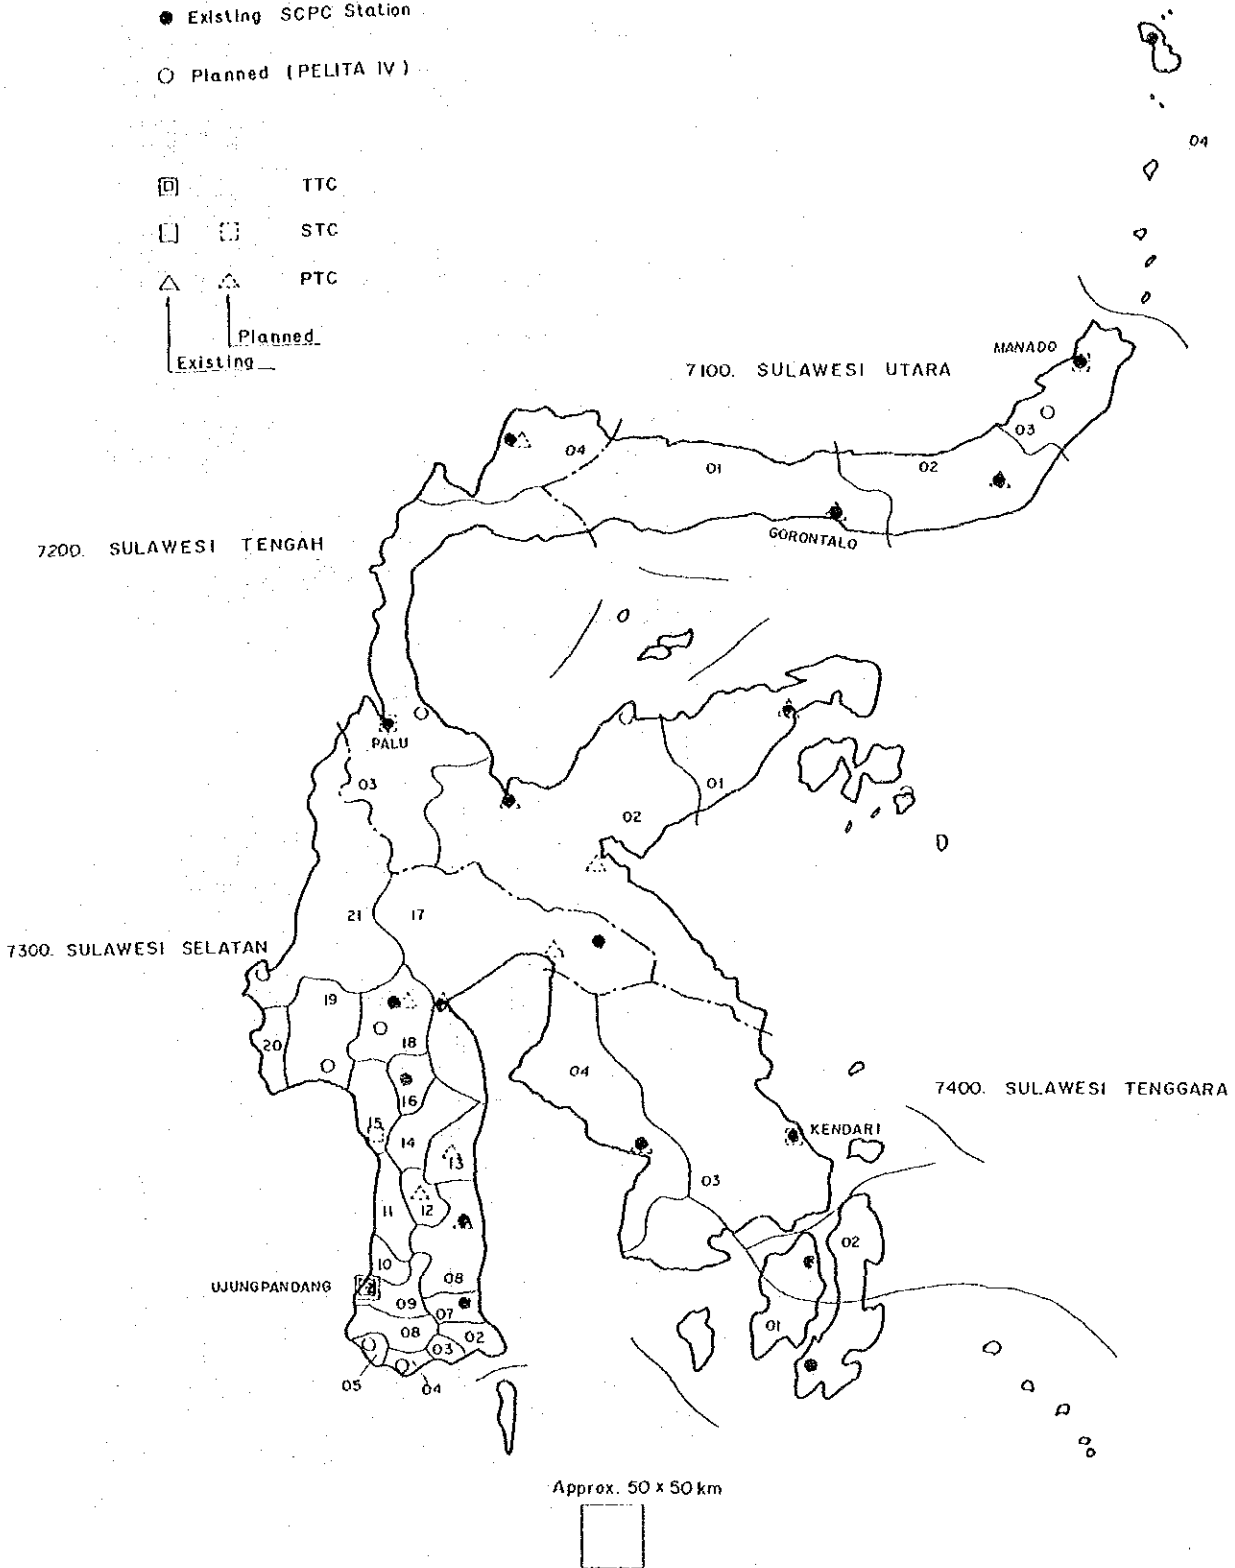 Existing SCPC Station
Planned (PELITA IV)
TTC
STC
PTC
Planned
Existing
04
MANADO
7100. SULAWESI UTARA
03
04
01
02
GORONTALO
7200. SULAWESI TENGAH
PALU
03
01
02
21
17
7300. SULAWESI SELATAN
19
20
18
04
7400. SULAWESI TENGGARA
16
KENDARI
15
14
13
03
11
12
02
10
UJUNGPANDANG
08
09
07
01
08
02
03
05
04
Approx. 50 x 50 km